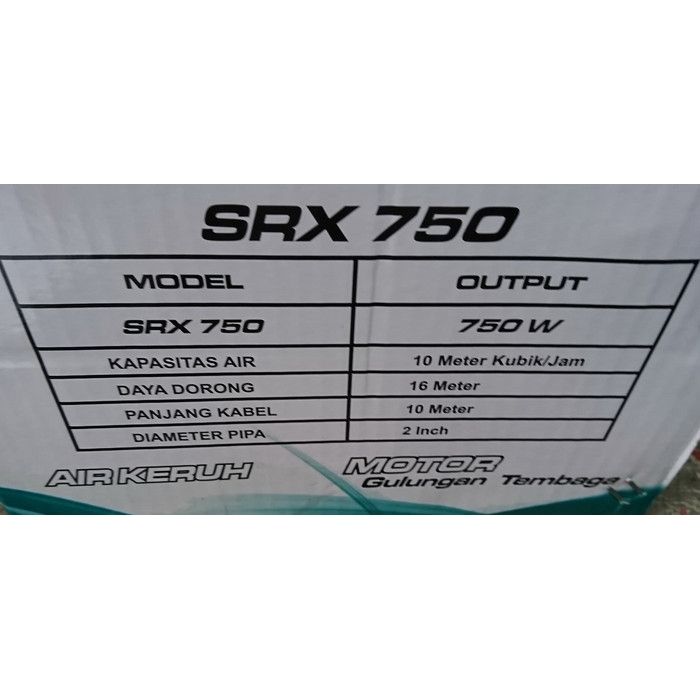 SRX 750
MODEL OUTPUT
SRX 750 750 W
KAPASITAS AIR 10 Meter Kubik/Jam
DAYA DORONG 16 Meter
PANJANG KABEL 10 Meter
DIAMETER PIPA 2 Inch
AIR KERUH MOTOR
Gulungan Tembaga